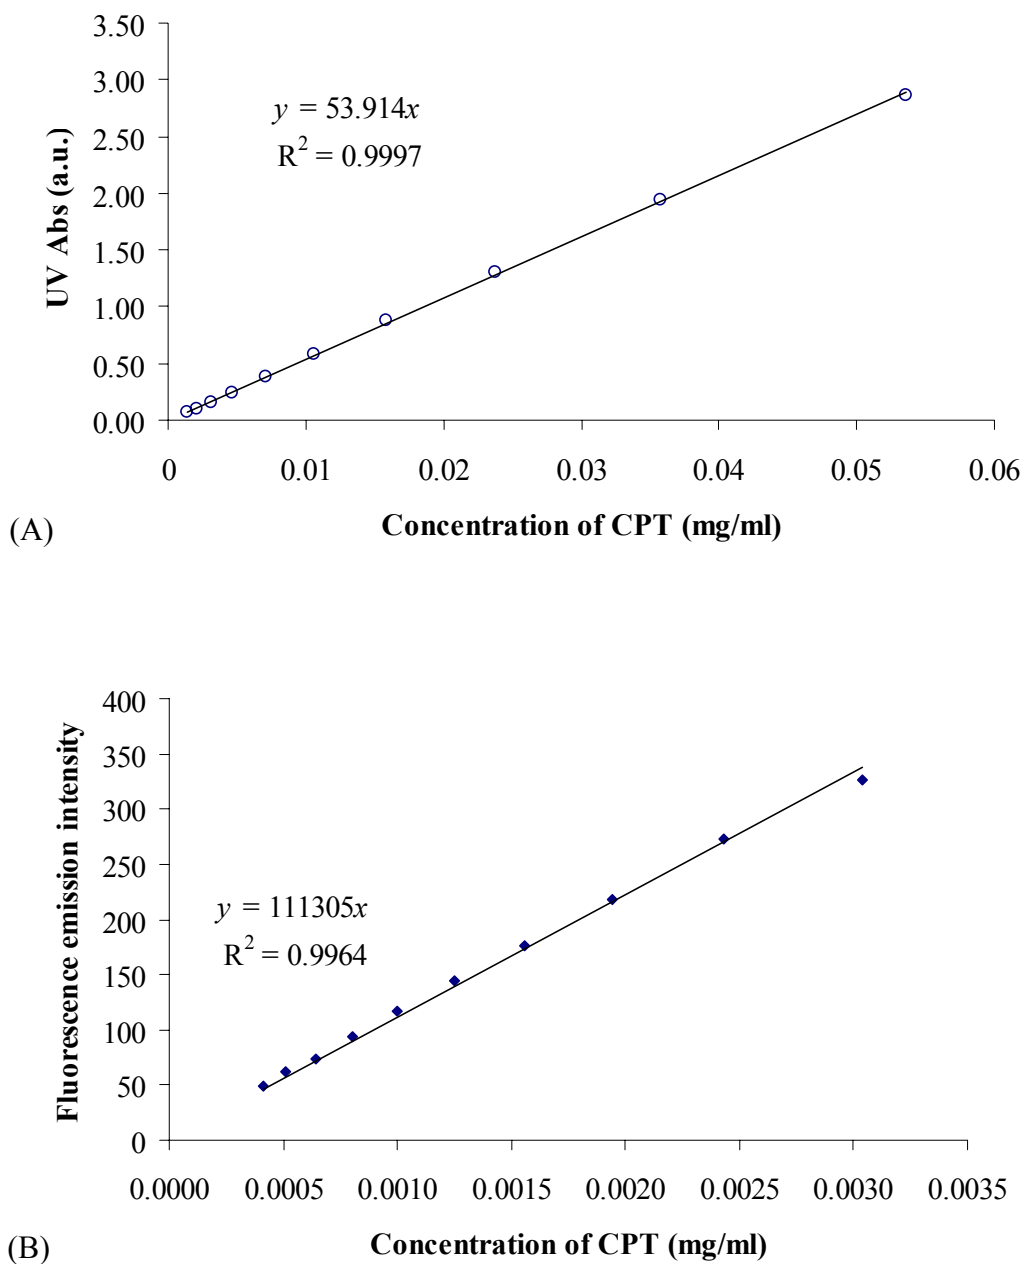 3.50
3.00
2.50
2.00
1.50
1.00
0.50
0.00
UV Abs (a.u.)
y = 53.914x
R² = 0.9997
0 0.01 0.02 0.03 0.04 0.05 0.06
Concentration of CPT (mg/ml)
(A)
400
350
300
250
200
150
100
50
0
Fluorescence emission intensity
y = 111305x
R² = 0.9964
0.0000 0.0005 0.0010 0.0015 0.0020 0.0025 0.0030 0.0035
Concentration of CPT (mg/ml)
(B)